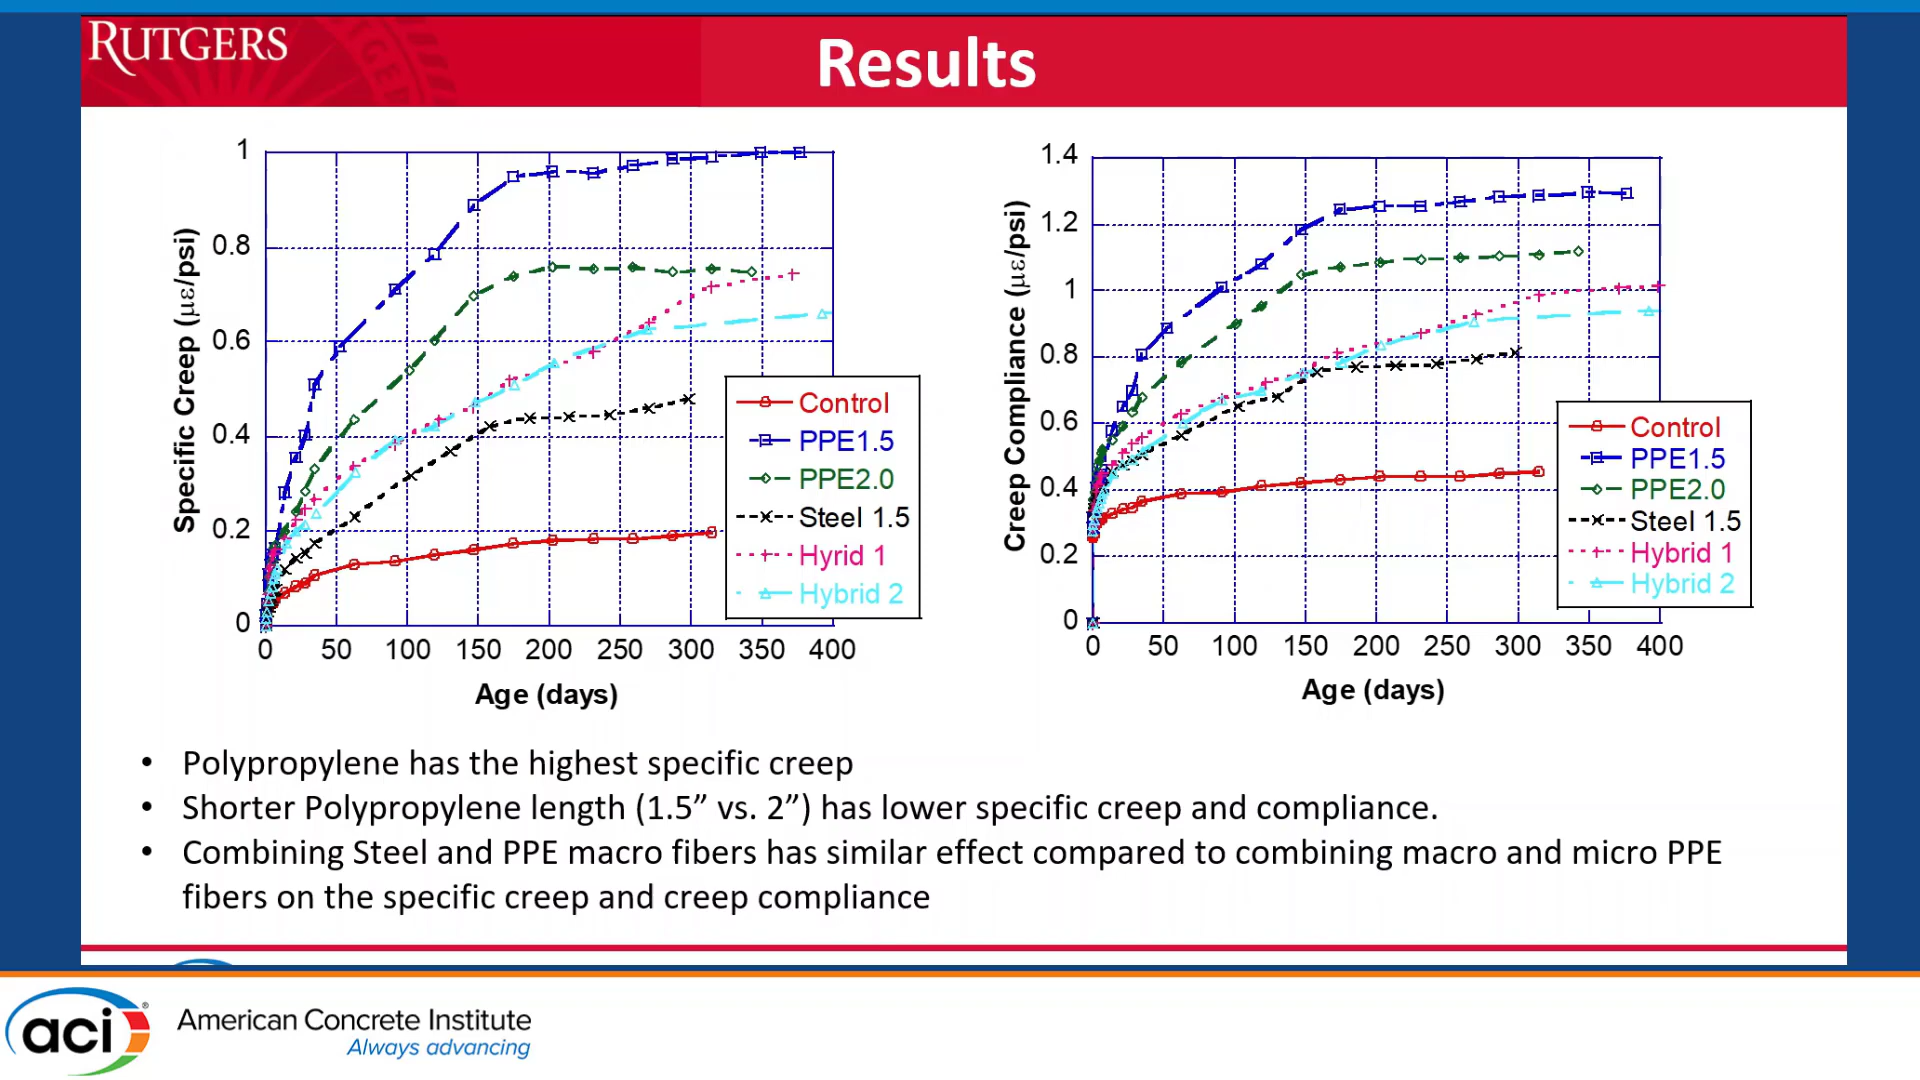 RUTGERS
Results
1
0.8
0.6
0.4
0.2
0
Specific Creep (με/psi)
0 50 100 150 200 250 300 350 400
Age (days)
Control
PPE1.5
PPE2.0
Steel 1.5
Hyrid 1
Hybrid 2
1.4
1.2
1
0.8
0.6
0.4
0.2
0
Creep Compliance (με/psi)
0 50 100 150 200 250 300 350 400
Age (days)
Control
PPE1.5
PPE2.0
Steel 1.5
Hybrid 1
Hybrid 2
• Polypropylene has the highest specific creep
• Shorter Polypropylene length (1.5” vs. 2”) has lower specific creep and compliance.
• Combining Steel and PPE macro fibers has similar effect compared to combining macro and micro PPE
fibers on the specific creep and creep compliance
aci®
American Concrete Institute
Always advancing